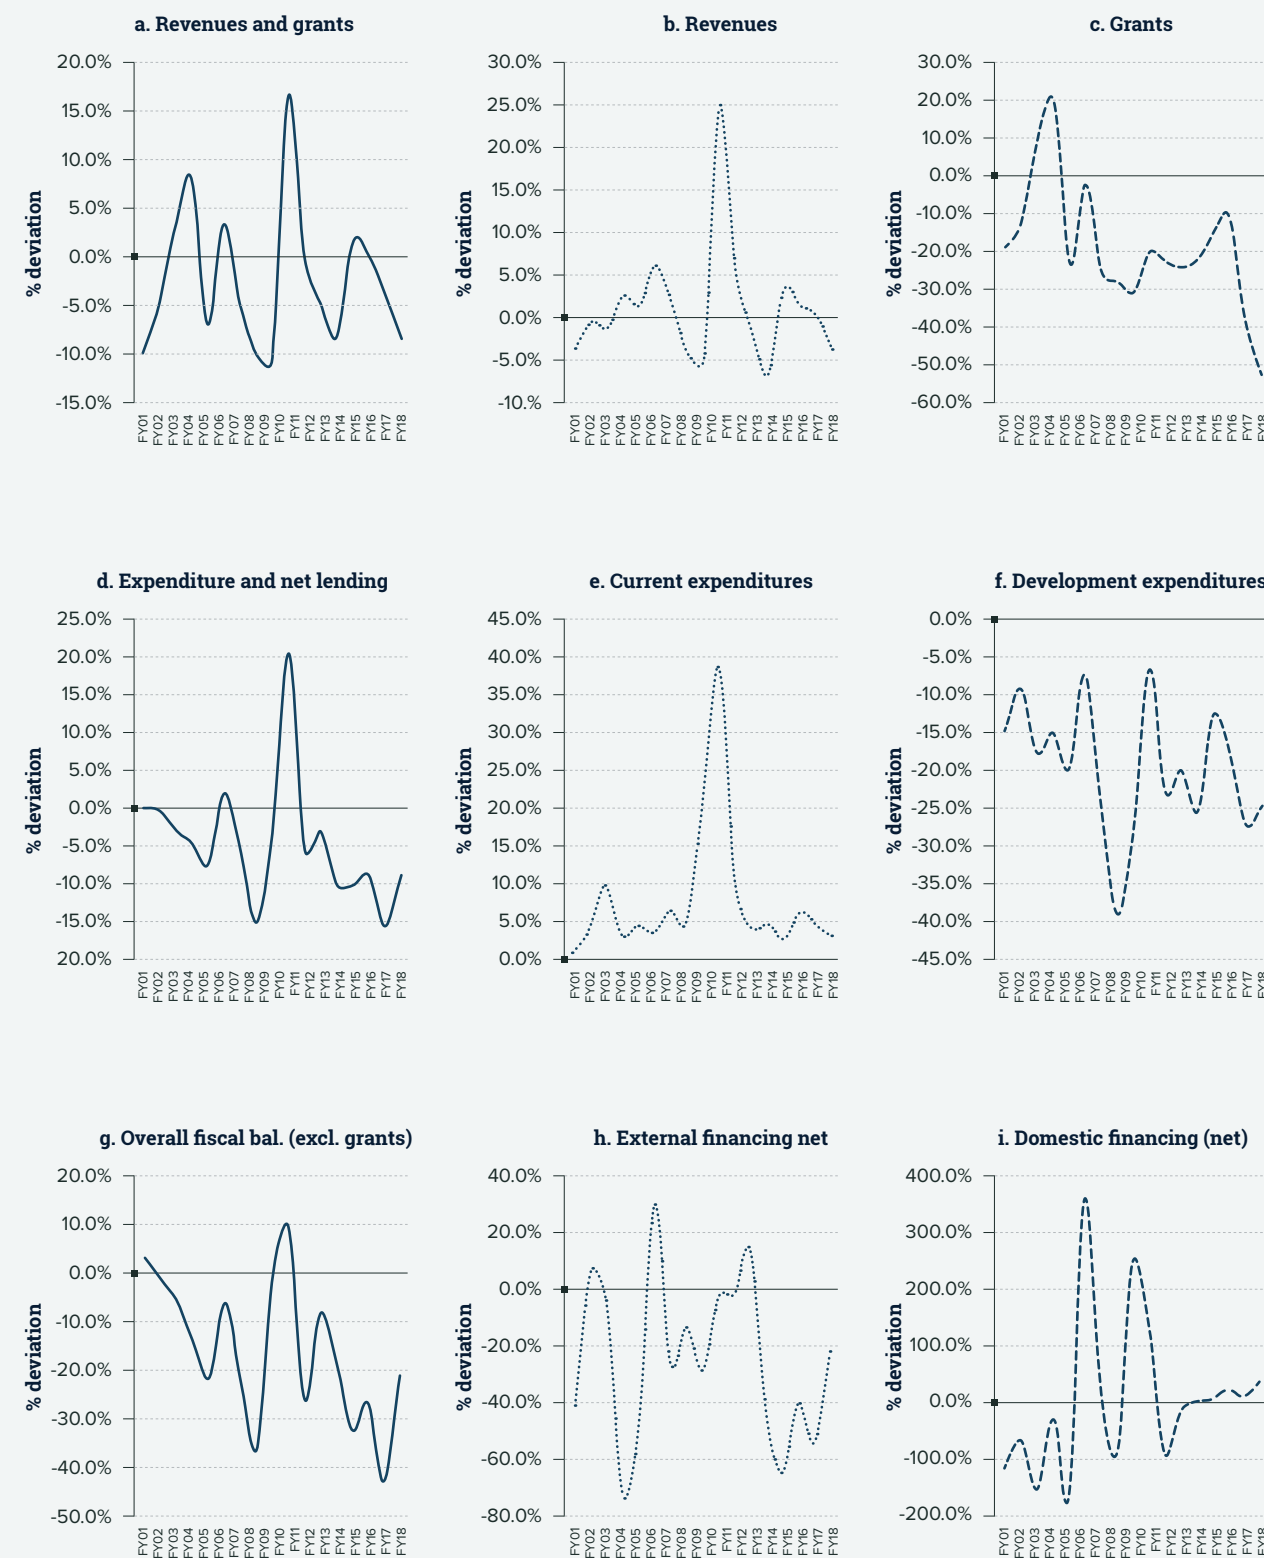 a. Revenues and grants
% deviation
20.0%
15.0%
10.0%
5.0%
0.0%
-5.0%
-10.0%
-15.0%
FY01 FY02 FY03 FY04 FY05 FY06 FY07 FY08 FY09 FY10 FY11 FY12 FY13 FY14 FY15 FY16 FY17 FY18
b. Revenues
% deviation
30.0%
25.0%
20.0%
15.0%
10.0%
5.0%
0.0%
-5.0%
-10.%
FY01 FY02 FY03 FY04 FY05 FY06 FY07 FY08 FY09 FY10 FY11 FY12 FY13 FY14 FY15 FY16 FY17 FY18
c. Grants
% deviation
30.0%
20.0%
10.0%
0.0%
-10.0%
-20.0%
-30.0%
-40.0%
-50.0%
-60.0%
FY01 FY02 FY03 FY04 FY05 FY06 FY07 FY08 FY09 FY10 FY11 FY12 FY13 FY14 FY15 FY16 FY17 FY18
d. Expenditure and net lending
% deviation
25.0%
20.0%
15.0%
10.0%
5.0%
0.0%
-5.0%
-10.0%
-15.0%
20.0%
FY01 FY02 FY03 FY04 FY05 FY06 FY07 FY08 FY09 FY10 FY11 FY12 FY13 FY14 FY15 FY16 FY17 FY18
e. Current expenditures
% deviation
45.0%
40.0%
35.0%
30.0%
25.0%
20.0%
15.0%
10.0%
5.0%
0.0%
FY01 FY02 FY03 FY04 FY05 FY06 FY07 FY08 FY09 FY10 FY11 FY12 FY13 FY14 FY15 FY16 FY17 FY18
f. Development expenditures
% deviation
0.0%
-5.0%
-10.0%
-15.0%
-20.0%
-25.0%
-30.0%
-35.0%
-40.0%
-45.0%
FY01 FY02 FY03 FY04 FY05 FY06 FY07 FY08 FY09 FY10 FY11 FY12 FY13 FY14 FY15 FY16 FY17 FY18
g. Overall fiscal bal. (excl. grants)
% deviation
20.0%
10.0%
0.0%
-10.0%
-20.0%
-30.0%
-40.0%
-50.0%
FY01 FY02 FY03 FY04 FY05 FY06 FY07 FY08 FY09 FY10 FY11 FY12 FY13 FY14 FY15 FY16 FY17 FY18
h. External financing net
% deviation
40.0%
20.0%
0.0%
-20.0%
-40.0%
-60.0%
-80.0%
FY01 FY02 FY03 FY04 FY05 FY06 FY07 FY08 FY09 FY10 FY11 FY12 FY13 FY14 FY15 FY16 FY17 FY18
i. Domestic financing (net)
% deviation
400.0%
300.0%
200.0%
100.0%
0.0%
-100.0%
-200.0%
FY01 FY02 FY03 FY04 FY05 FY06 FY07 FY08 FY09 FY10 FY11 FY12 FY13 FY14 FY15 FY16 FY17 FY18